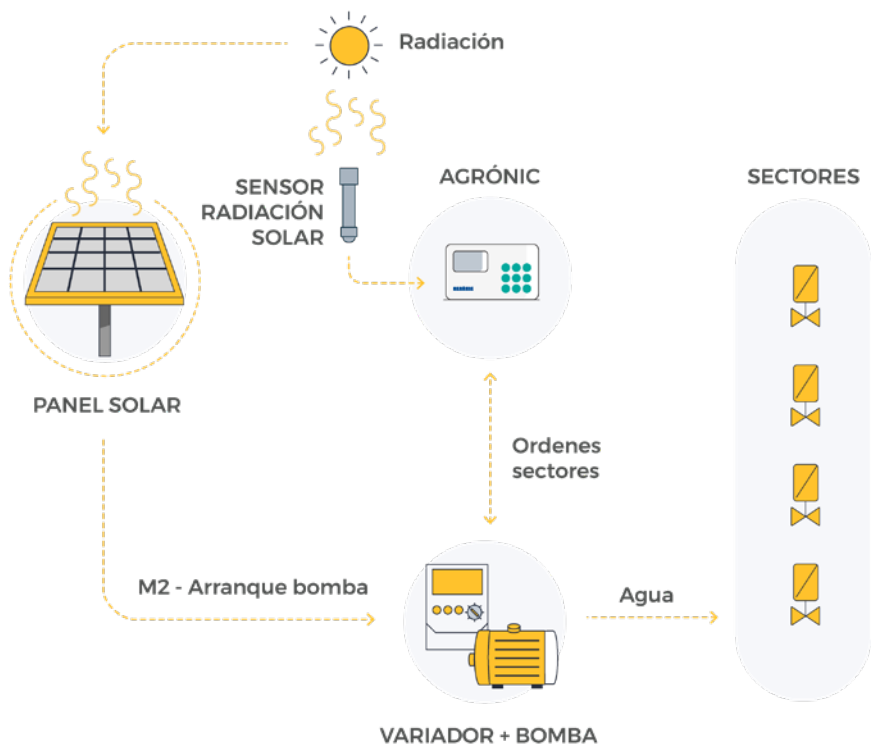 Radiación
SENSOR
RADIACIÓN
SOLAR
AGRÓNIC
SECTORES
PANEL SOLAR
Ordenes
sectores
M2 - Arranque bomba
Agua
VARIADOR + BOMBA